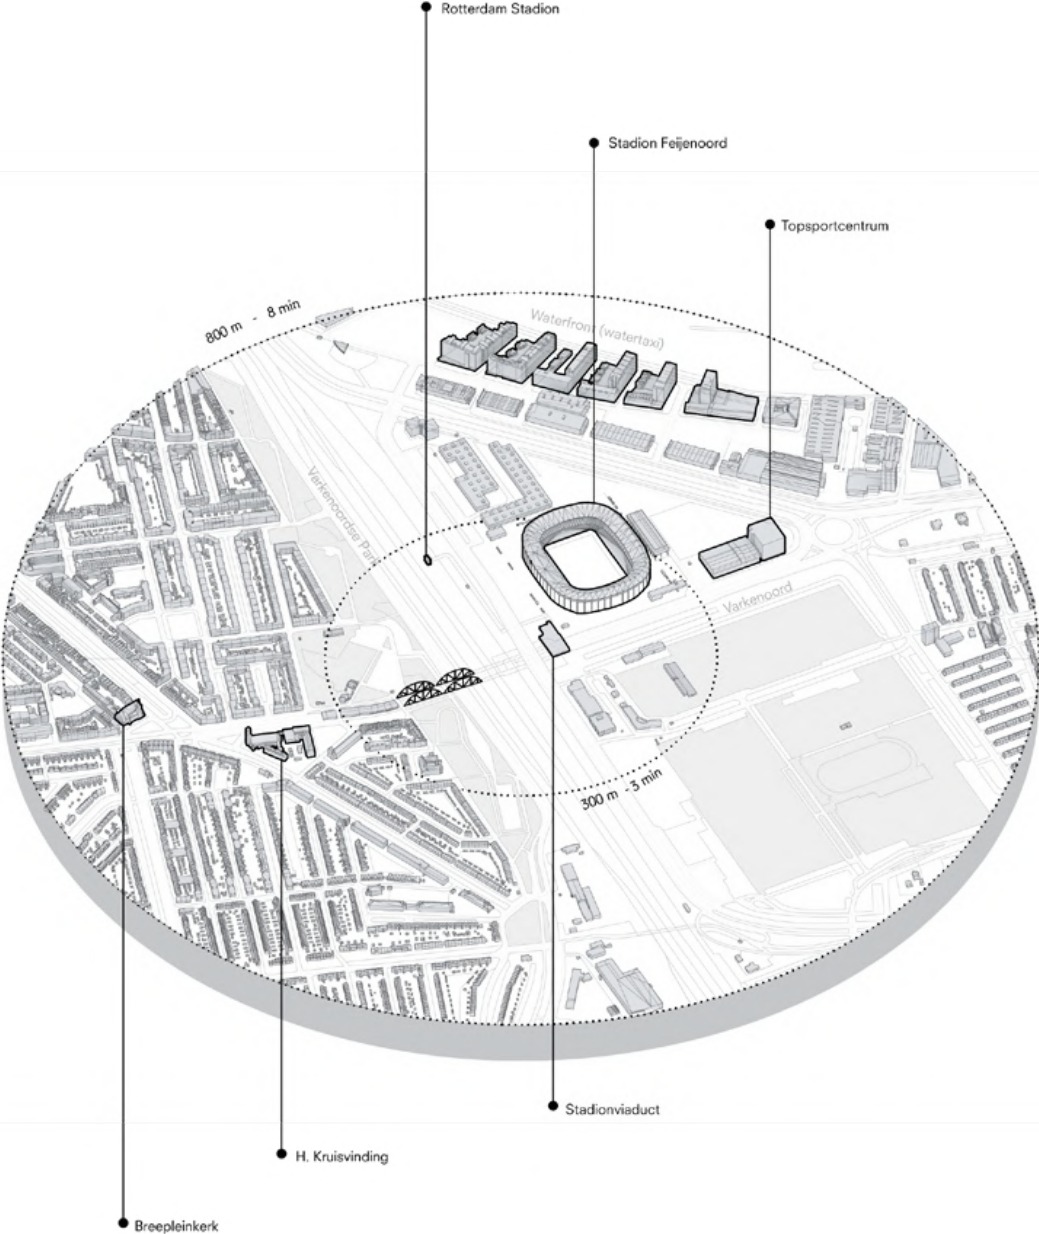 Rotterdam Stadion
Stadion Feijenoord
Topsportcentrum
800 m - 8 min
Waterfront (watertaxi)
Varkenoordse Park
Varkenoord
300 m - 3 min
Stadionviaduct
H. Kruisvinding
Breepleinkerk